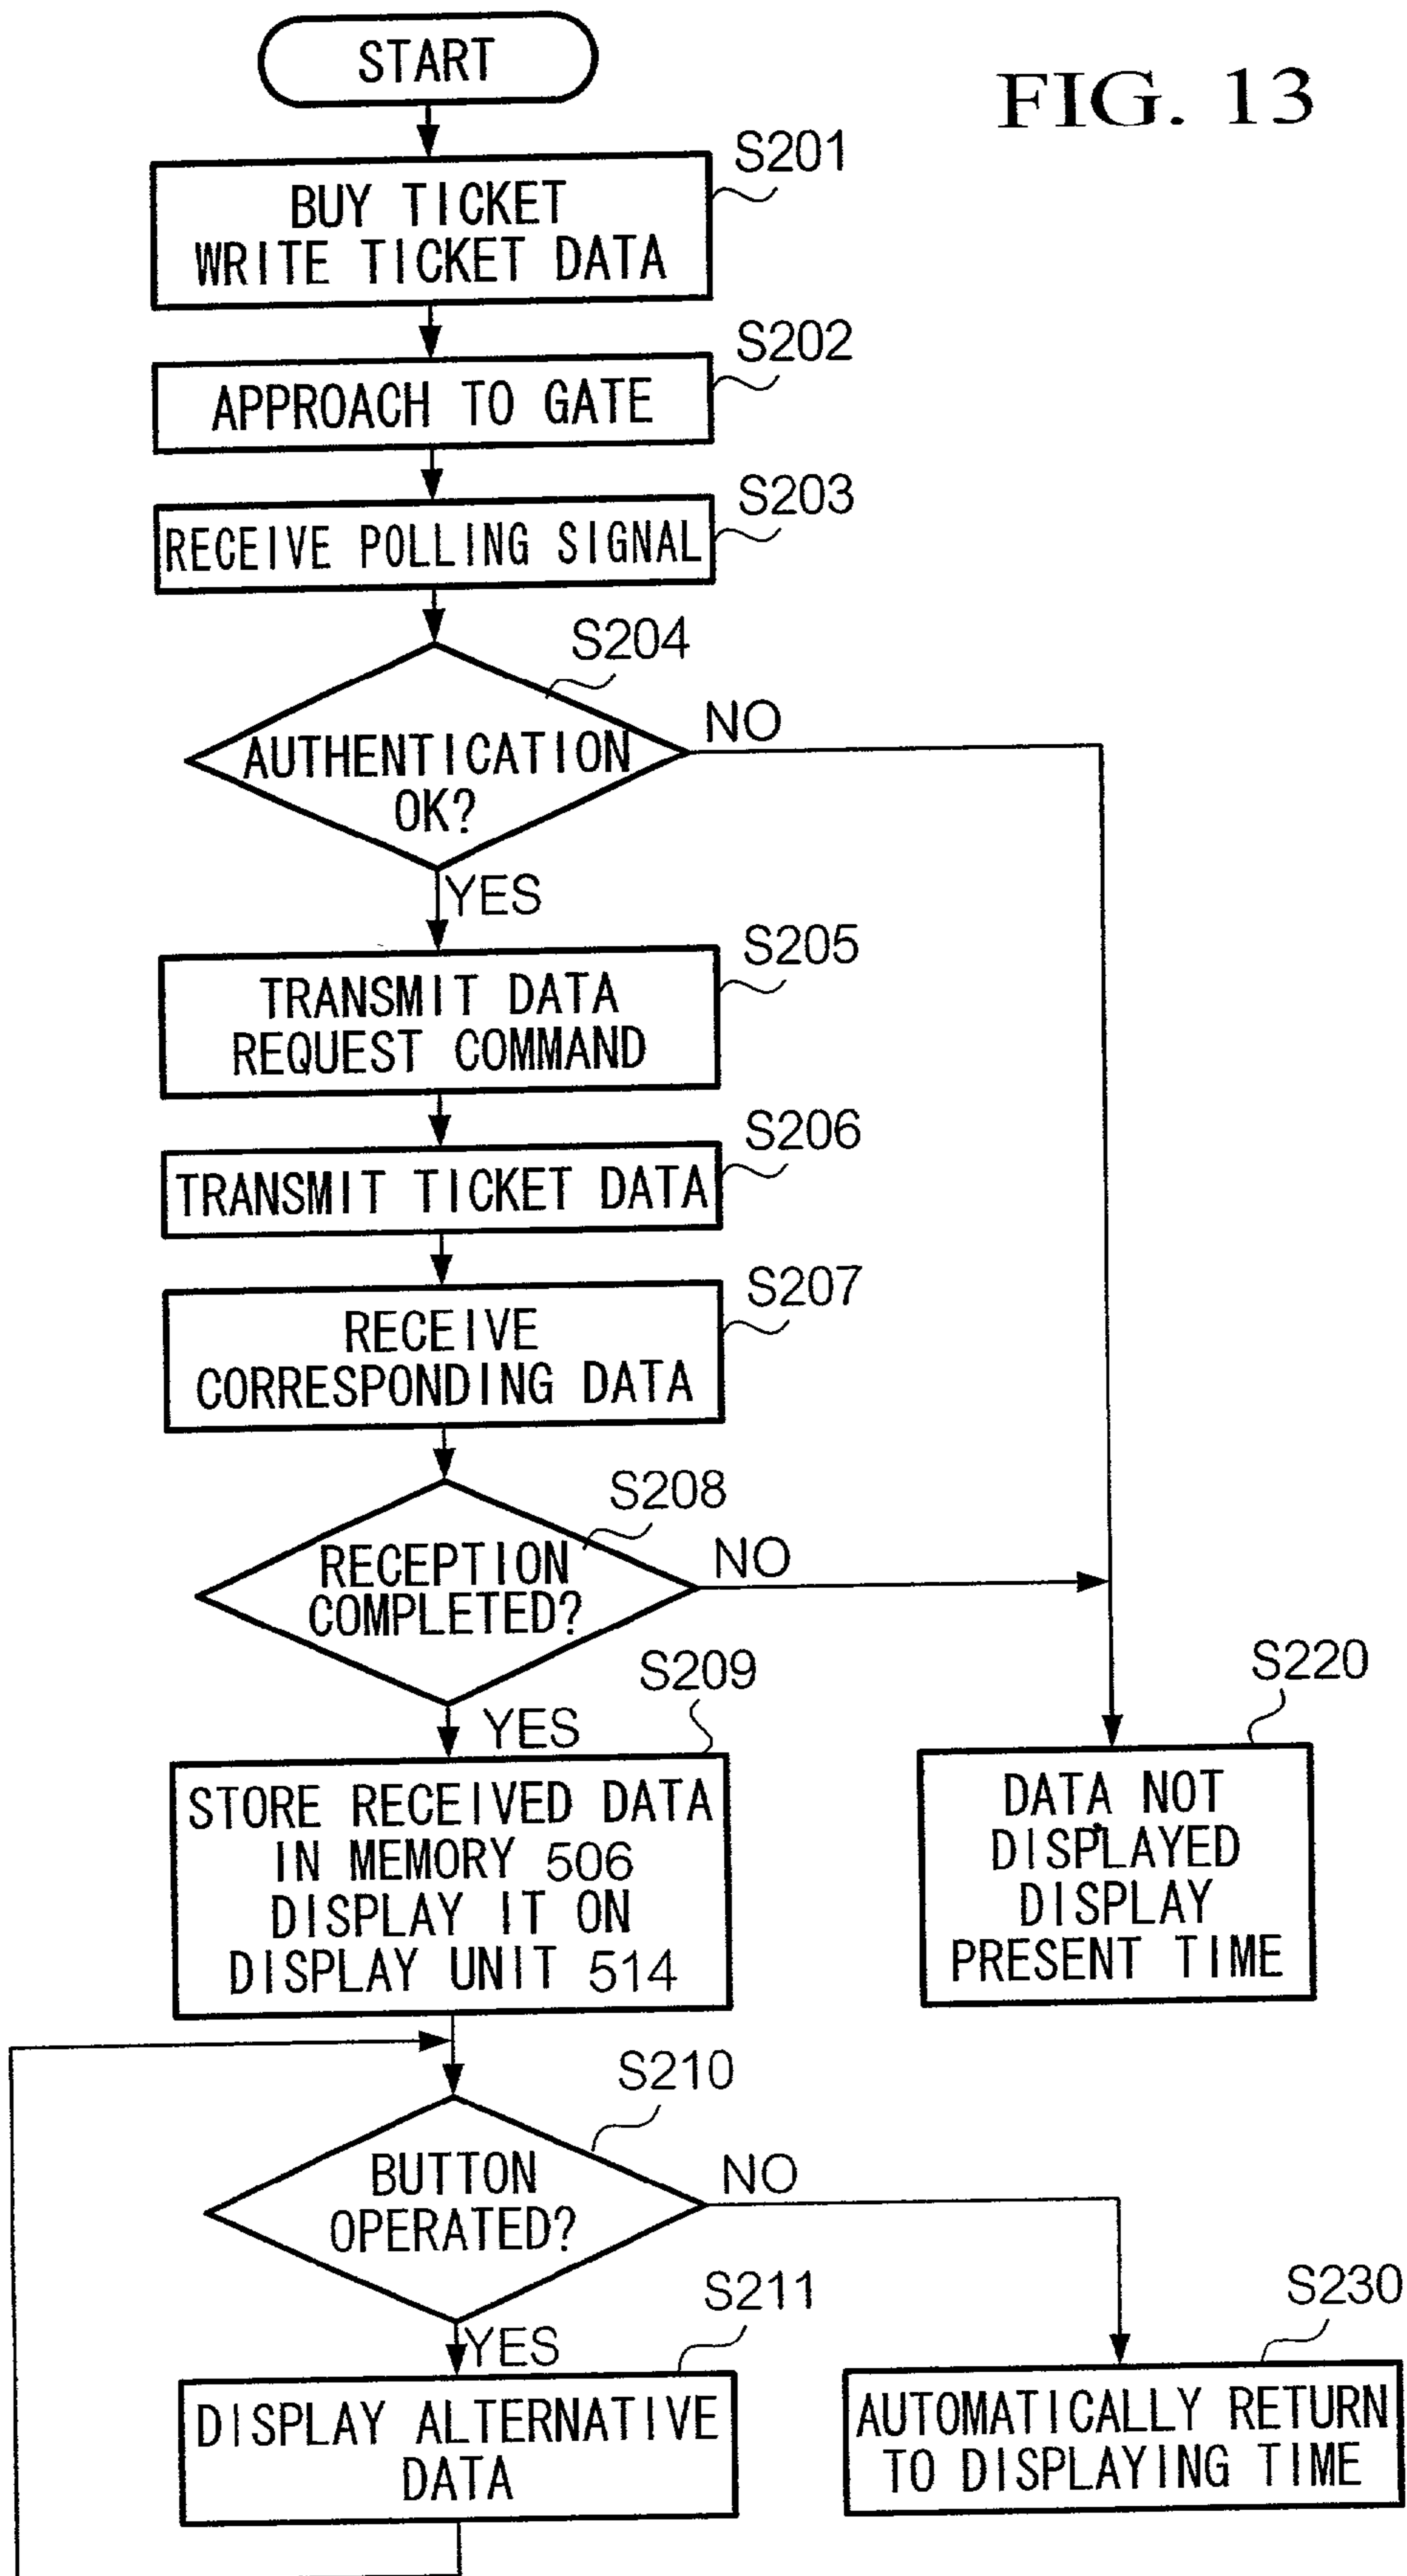 START
FIG. 13
S201
BUY TICKET
WRITE TICKET DATA
S202
APPROACH TO GATE
S203
RECEIVE POLLING SIGNAL
S204
NO
AUTHENTICATION
OK?
YES
S205
TRANSMIT DATA
REQUEST COMMAND
S206
TRANSMIT TICKET DATA
S207
RECEIVE
CORRESPONDING DATA
S208
NO
RECEPTION
COMPLETED?
S209
YES
STORE RECEIVED DATA
IN MEMORY 506
DISPLAY IT ON
DISPLAY UNIT 514
S220
DATA NOT
DISPLAYED
DISPLAY
PRESENT TIME
S210
NO
BUTTON
OPERATED?
S211
YES
DISPLAY ALTERNATIVE
DATA
S230
AUTOMATICALLY RETURN
TO DISPLAYING TIME